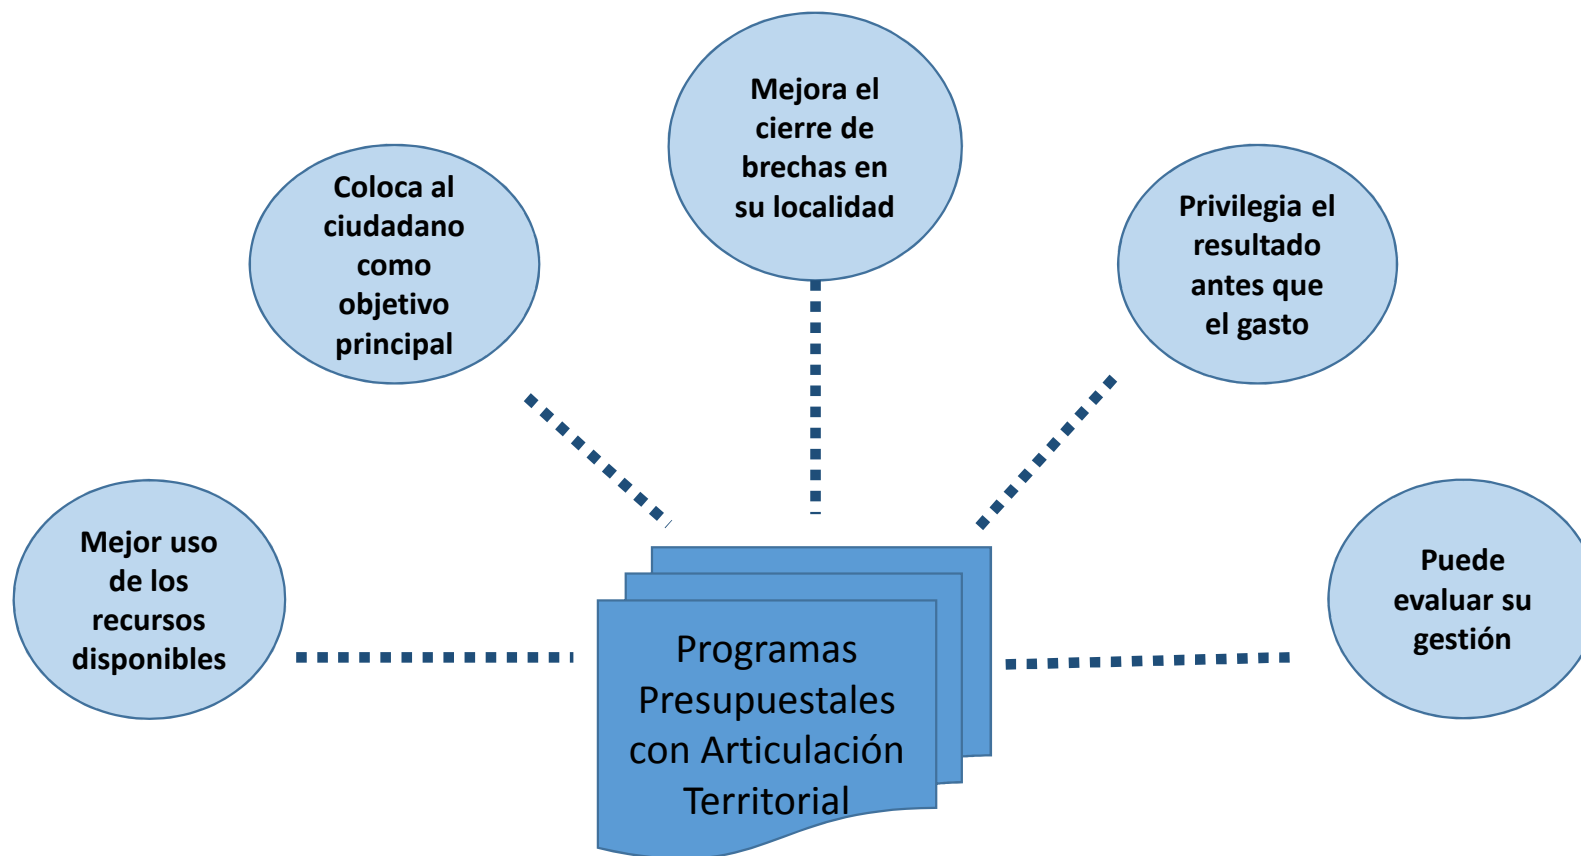 Mejora el
cierre de
brechas en
su localidad
Coloca al
ciudadano
como
objetivo
principal
Privilegia el
resultado
antes que
el gasto
Mejor uso
de los
recursos
disponibles
Puede
evaluar su
gestión
Programas
Presupuestales
con Articulación
Territorial